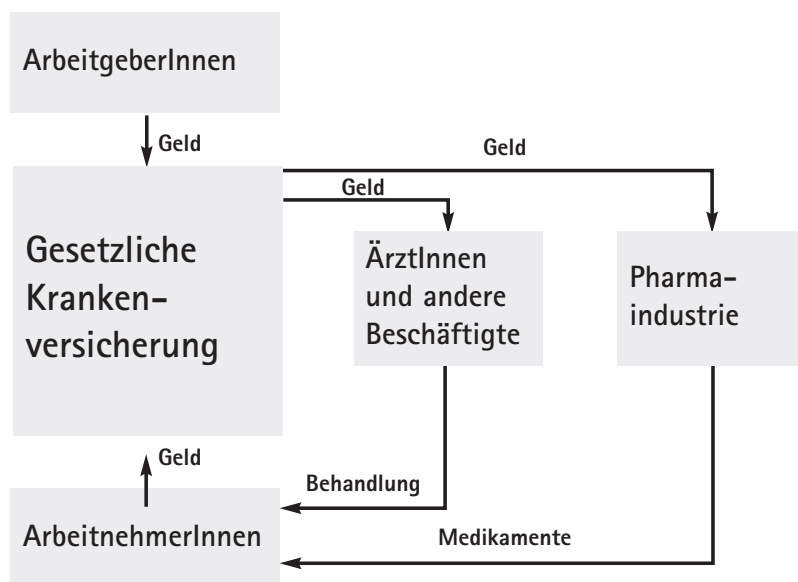 ArbeitgeberInnen
Geld
Geld
Geld
Gesetzliche
Kranken-
versicherung
ÄrztInnen
und andere
Beschäftigte
Pharma-
industrie
Geld
Behandlung
ArbeitnehmerInnen
Medikamente